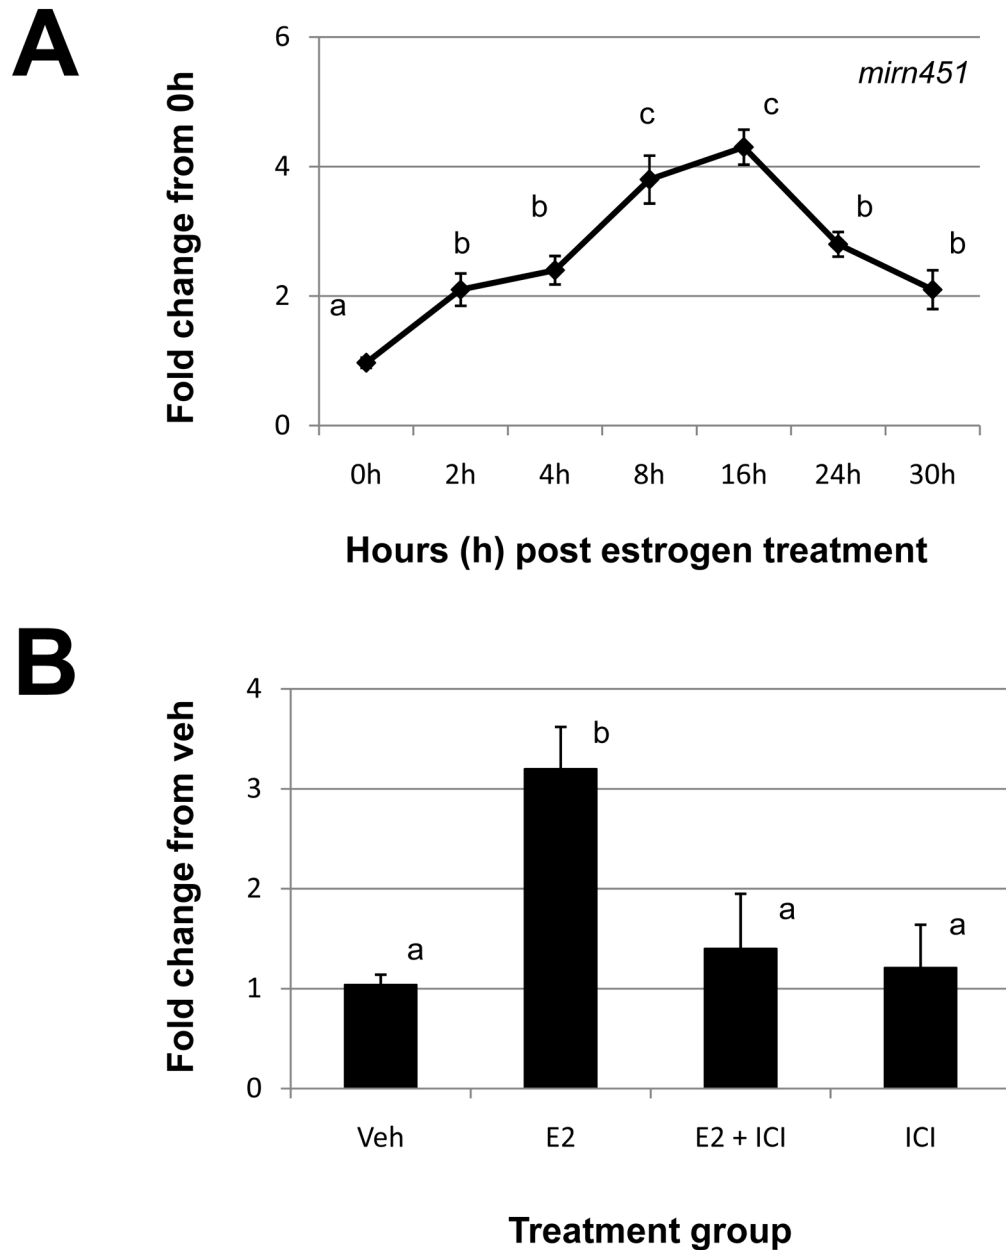 A
Fold change from 0h
6
4
2
0
mirn451
a
b
b
c
c
b
b
0h 2h 4h 8h 16h 24h 30h
Hours (h) post estrogen treatment
B
Fold change from veh
4
3
2
1
0
a
b
a
a
Veh E2 E2 + ICI ICI
Treatment group